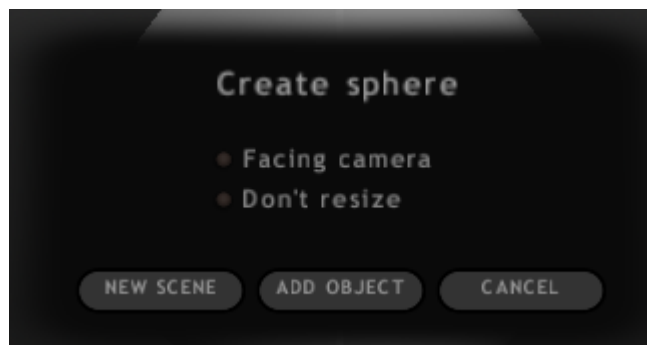 Create sphere
Facing camera
Don't resize
NEW SCENE ADD OBJECT CANCEL